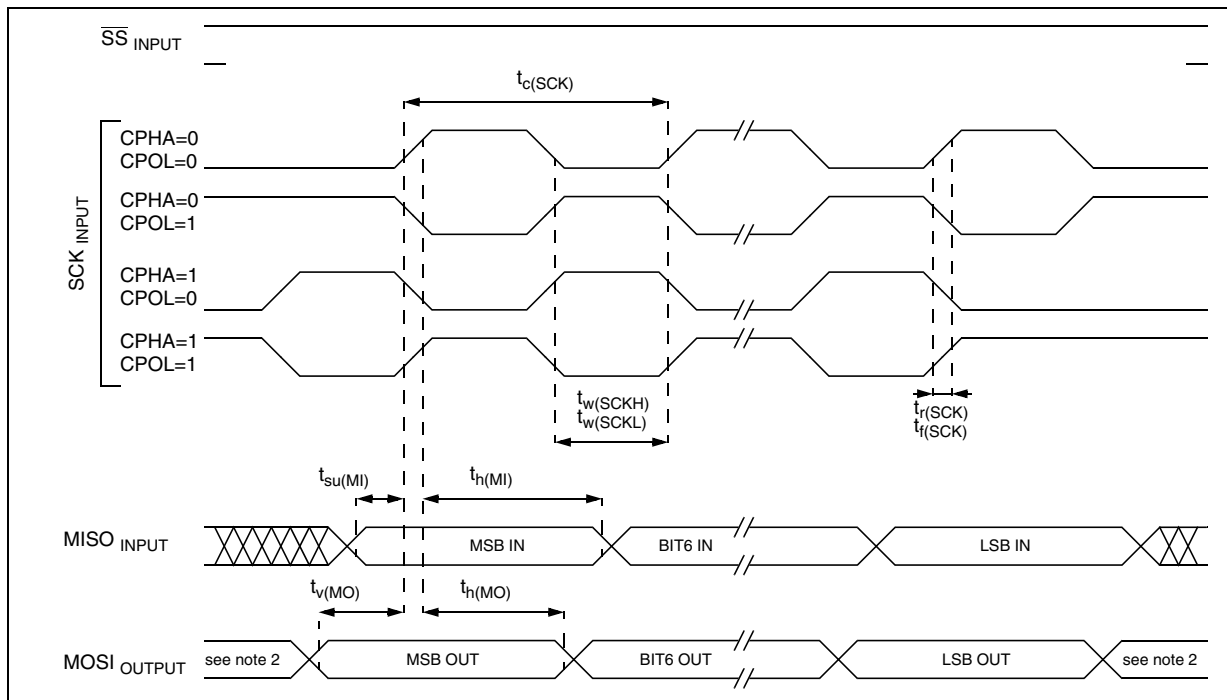 SS INPUT
tc(SCK)
SCK INPUT
CPHA=0
CPOL=0
CPHA=0
CPOL=1
CPHA=1
CPOL=0
CPHA=1
CPOL=1
tw(SCKH)
tw(SCKL)
tr(SCK)
tf(SCK)
tsu(MI)
th(MI)
MISO INPUT
MSB IN
BIT6 IN
LSB IN
tv(MO)
th(MO)
MOSI OUTPUT
see note 2
MSB OUT
BIT6 OUT
LSB OUT
see note 2